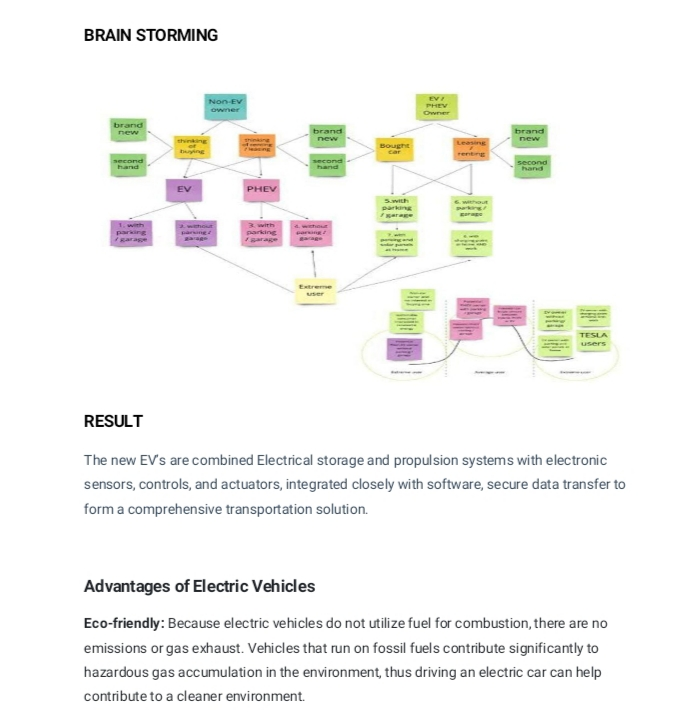 BRAIN STORMING
Non-EV
owner
EV /
PHEV
Owner
brand
new
thinking
of
buying
thinking
of renting
/ leasing
brand
new
Bought
car
Leasing
/
renting
brand
new
second
hand
second
hand
second
hand
EV
PHEV
5.with
parking
/ garage
6. without
parking /
garage
1. with
parking
/ garage
2. without
parking /
garage
3. with
parking
/ garage
4. without
parking /
garage
Extreme
user
TESLA
users
RESULT
The new EV's are combined Electrical storage and propulsion systems with electronic
sensors, controls, and actuators, integrated closely with software, secure data transfer to
form a comprehensive transportation solution.
Advantages of Electric Vehicles
Eco-friendly: Because electric vehicles do not utilize fuel for combustion, there are no
emissions or gas exhaust. Vehicles that run on fossil fuels contribute significantly to
hazardous gas accumulation in the environment, thus driving an electric car can help
contribute to a cleaner environment.